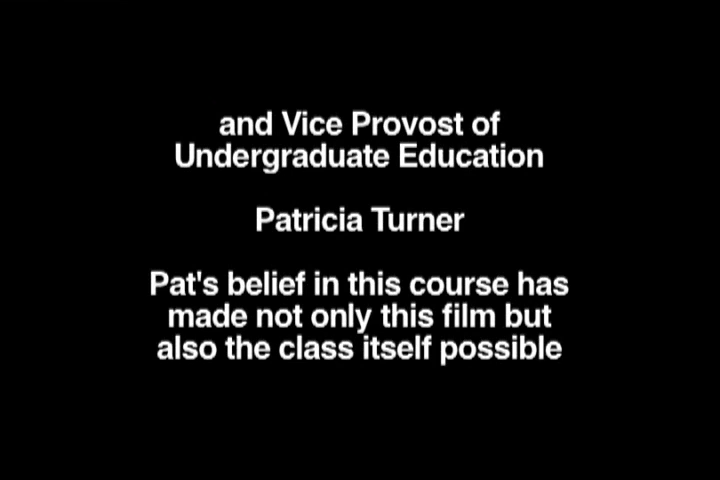 and Vice Provost of
Undergraduate Education
Patricia Turner
Pat's belief in this course has
made not only this film but
also the class itself possible